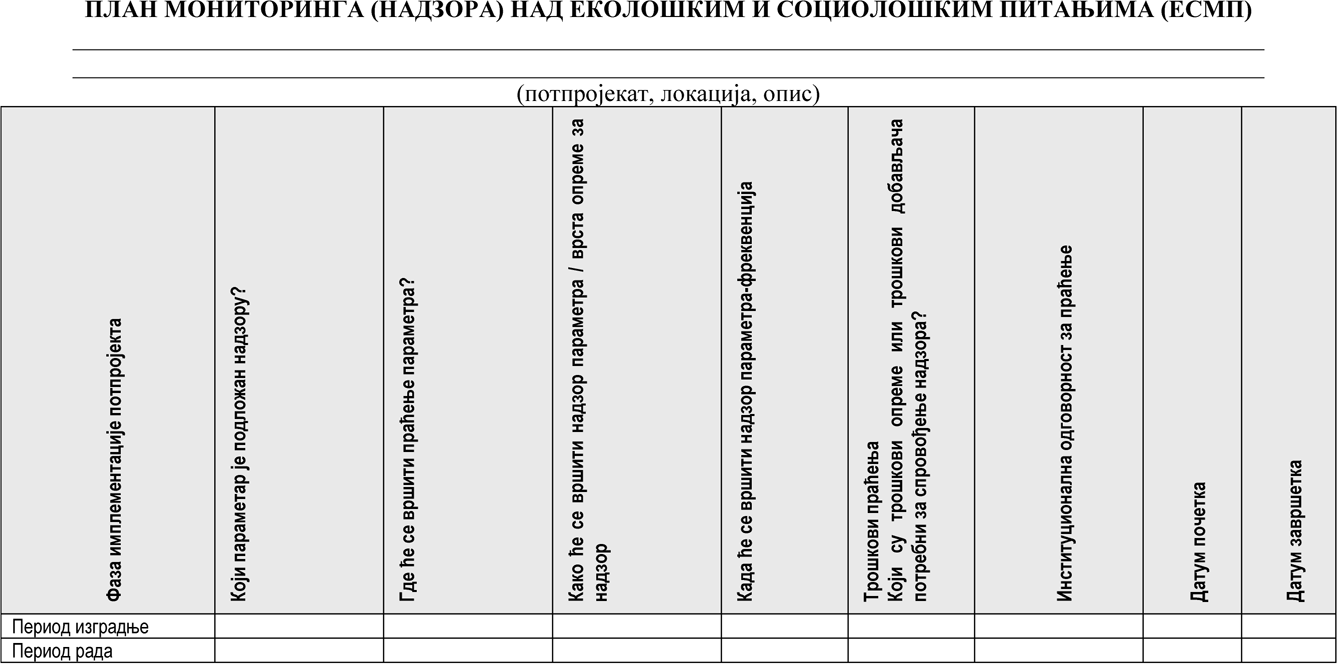 ПЛАН МОНИТОРИНГА (НАДЗОРА) НАД ЕКОЛОШКИМ И СОЦИОЛОШКИМ ПИТАЊИМА (ЕСМП)
(потпројекат, локација, опис)
Фаза имплементације потпројекта
Који параметар је подложан надзору?
Где ће се вршити праћење параметра?
Како ће се вршити надзор параметра / врста опреме за
надзор
Када ће се вршити надзор параметра-фреквенција
Трошкови праћења
Који су трошкови опреме или трошкови добављача
потребни за спровођење надзора?
Институционална одговорност за праћење
Датум почетка
Датум завршетка
Период изградње
Период рада